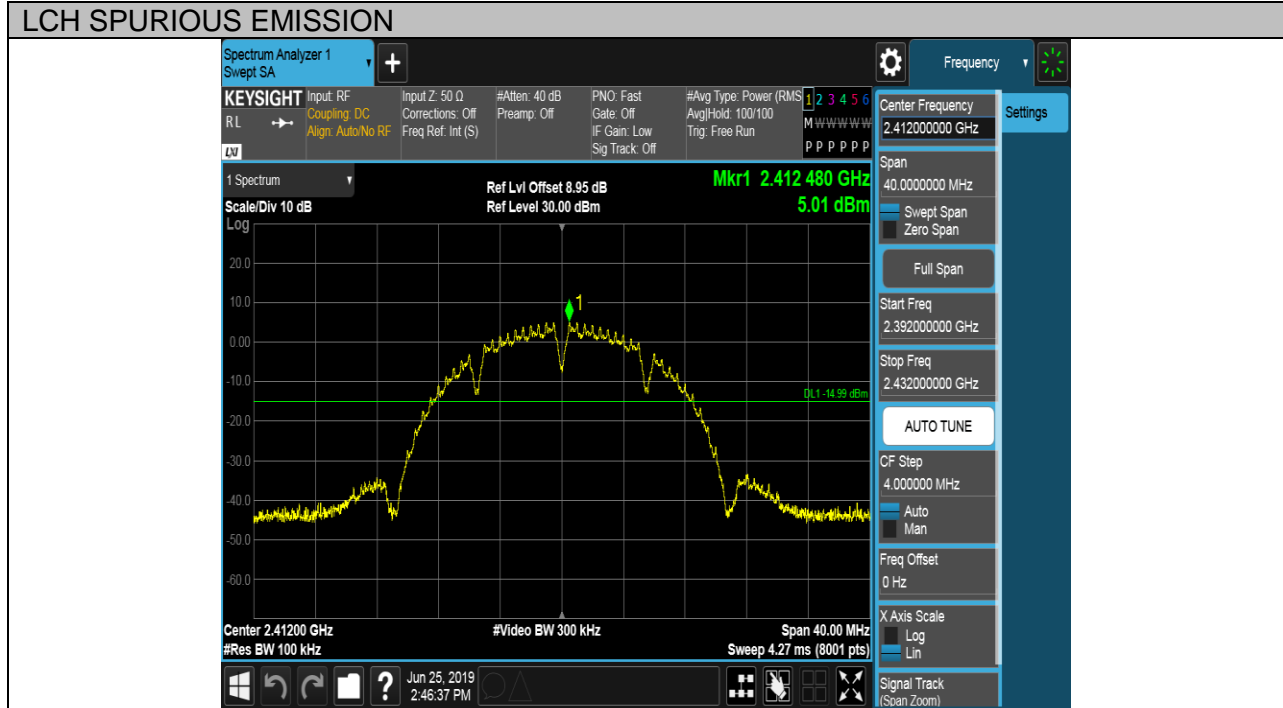 LCH SPURIOUS EMISSION
Spectrum Analyzer 1
Swept SA
+
Frequency
KEYSIGHT
RL
LXI
Input: RF
Coupling: DC
Align: Auto/No RF
Input Z: 50 Ω
Corrections: Off
Freq Ref: Int (S)
#Atten: 40 dB
Preamp: Off
PNO: Fast
Gate: Off
IF Gain: Low
Sig Track: Off
#Avg Type: Power (RMS
Avg|Hold: 100/100
Trig: Free Run
1 2 3 4 5 6
M W W W W W
P P P P P P
1 Spectrum
Scale/Div 10 dB
Log
Ref Lvl Offset 8.95 dB
Ref Level 30.00 dBm
Mkr1 2.412 480 GHz
5.01 dBm
20.0
10.0
0.00
-10.0
-20.0
-30.0
-40.0
-50.0
-60.0
1
DL1 -14.99 dBm
Center 2.41200 GHz
#Res BW 100 kHz
#Video BW 300 kHz
Span 40.00 MHz
Sweep 4.27 ms (8001 pts)
Center Frequency
2.412000000 GHz
Settings
Span
40.0000000 MHz
Swept Span
Zero Span
Full Span
Start Freq
2.392000000 GHz
Stop Freq
2.432000000 GHz
AUTO TUNE
CF Step
4.000000 MHz
Auto
Man
Freq Offset
0 Hz
X Axis Scale
Log
Lin
Signal Track
(Span Zoom)
?
Jun 25, 2019
2:46:37 PM